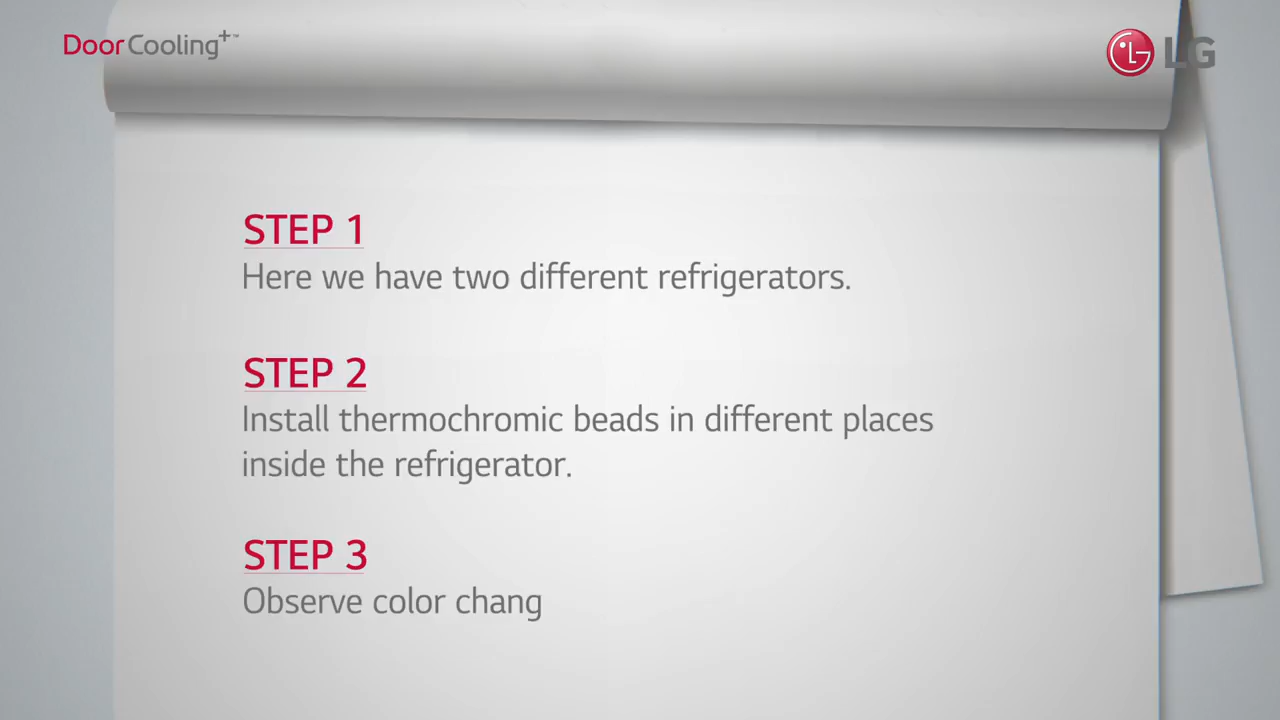 DoorCooling+™
LG
STEP 1
Here we have two different refrigerators.
STEP 2
Install thermochromic beads in different places
inside the refrigerator.
STEP 3
Observe color chang